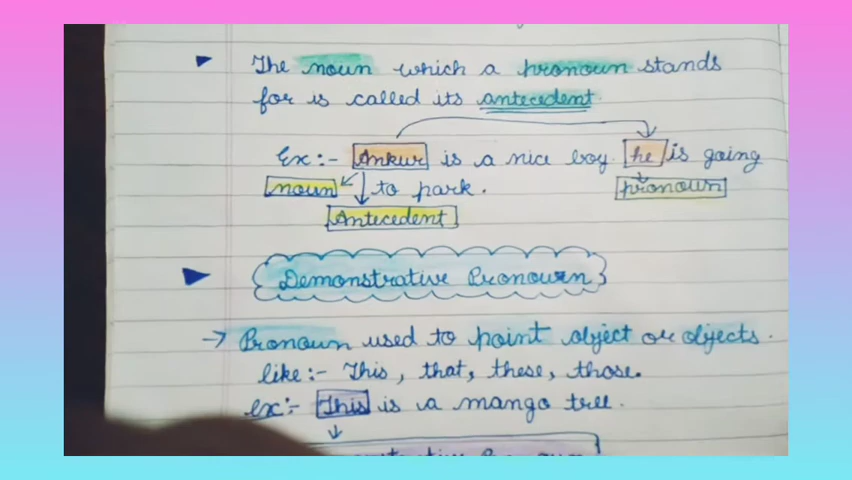 The noun which a pronoun stands
for is called its antecedent.
Ex:- Ankur is a nice boy. he is going
noun to park. pronoun
Antecedent
Demonstrative Pronoun
→ Pronoun used to point object or objects.
like:- This, that, these, those.
ex:- This is a mango tree.